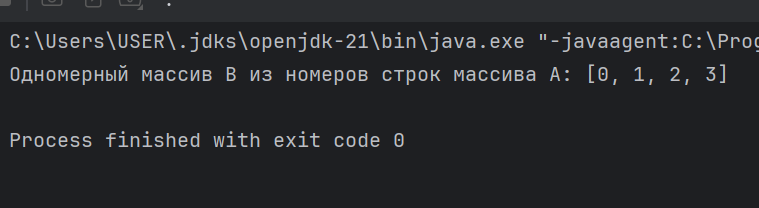 C:\Users\USER\.jdks\openjdk-21\bin\java.exe "-javaagent:C:\Prog
Одномерный массив B из номеров строк массива A: [0, 1, 2, 3]
Process finished with exit code 0